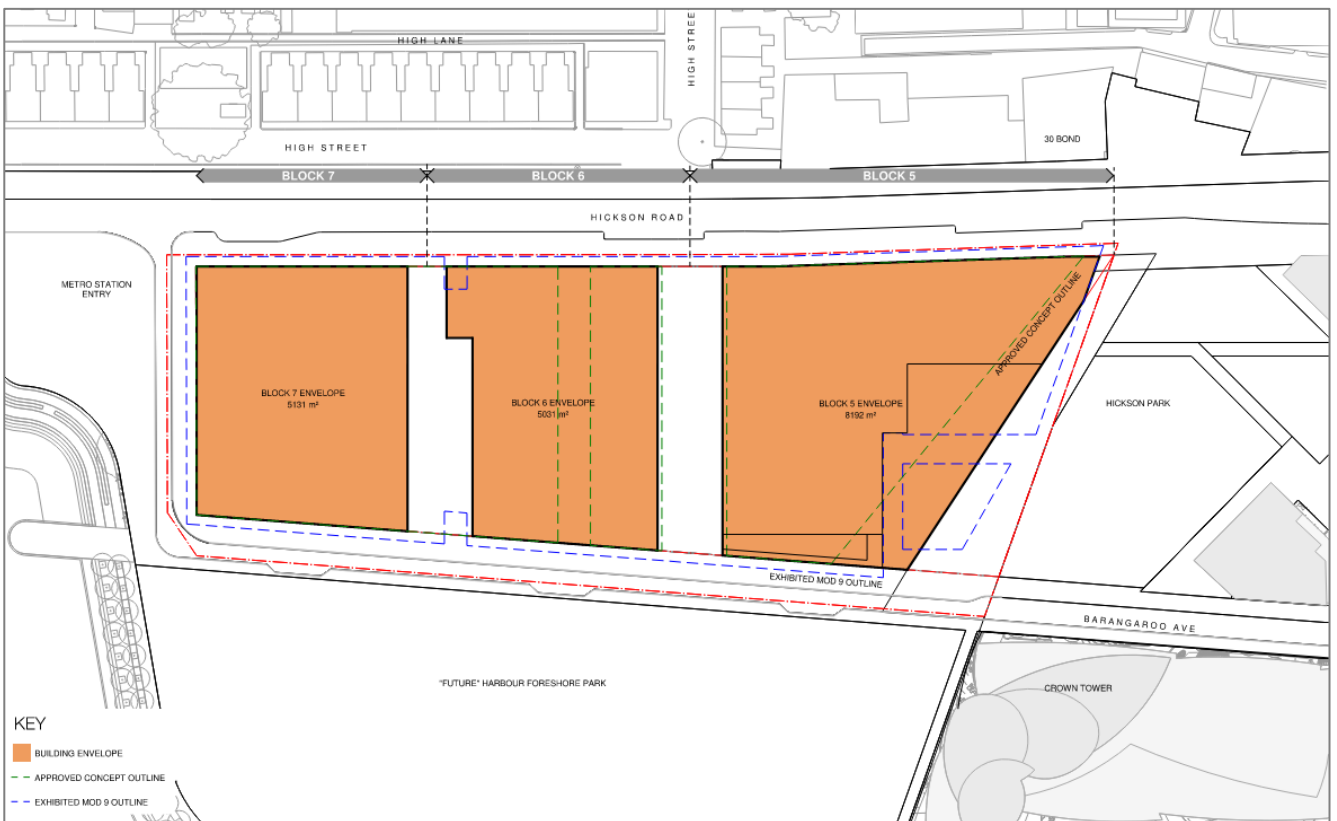 HIGH LANE
HIGH STREE
HIGH STREET
30 BOND
BLOCK 7
BLOCK 6
BLOCK 5
HICKSON ROAD
METRO STATION
ENTRY
APPROVED CONCEPT OUTLINE
BLOCK 7 ENVELOPE
5131 m²
BLOCK 6 ENVELOPE
5031 m²
BLOCK 5 ENVELOPE
8192 m²
HICKSON PARK
EXHIBITED MOD 9 OUTLINE
BARANGAROO AVE
"FUTURE" HARBOUR FORESHORE PARK
CROWN TOWER
KEY
BUILDING ENVELOPE
APPROVED CONCEPT OUTLINE
EXHIBITED MOD 9 OUTLINE